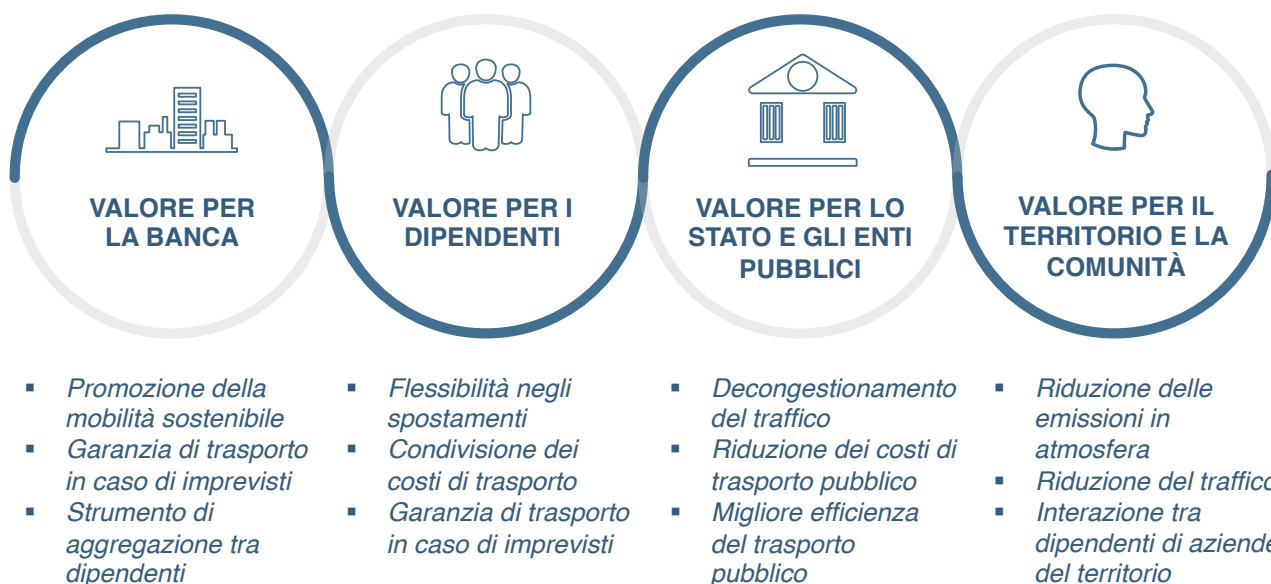 VALORE PER
LA BANCA
VALORE PER I
DIPENDENTI
VALORE PER LO
STATO E GLI ENTI
PUBBLICI
VALORE PER IL
TERRITORIO E LA
COMUNITÀ
▪ Promozione della
mobilità sostenibile
▪ Garanzia di trasporto
in caso di imprevisti
▪ Strumento di
aggregazione tra
dipendenti
▪ Flessibilità negli
spostamenti
▪ Condivisione dei
costi di trasporto
▪ Garanzia di trasporto
in caso di imprevisti
▪ Decongestionamento
del traffico
▪ Riduzione dei costi di
trasporto pubblico
▪ Migliore efficienza
del trasporto
pubblico
▪ Riduzione delle
emissioni in
atmosfera
▪ Riduzione del traffico
▪ Interazione tra
dipendenti di aziende
del territorio